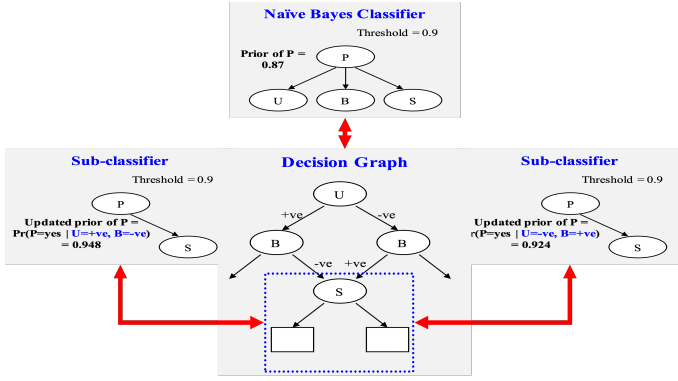 Naïve Bayes Classifier
Threshold = 0.9
Prior of P =
0.87
P
U
B
S
Sub-classifier
Threshold = 0.9
P
Updated prior of P =
Pr(P=yes | U=+ve, B=-ve)
= 0.948
S
Decision Graph
U
+ve
-ve
B
B
-ve
+ve
S
Sub-classifier
Threshold = 0.9
P
Updated prior of P =
r(P=yes | U=-ve, B=+ve)
= 0.924
S